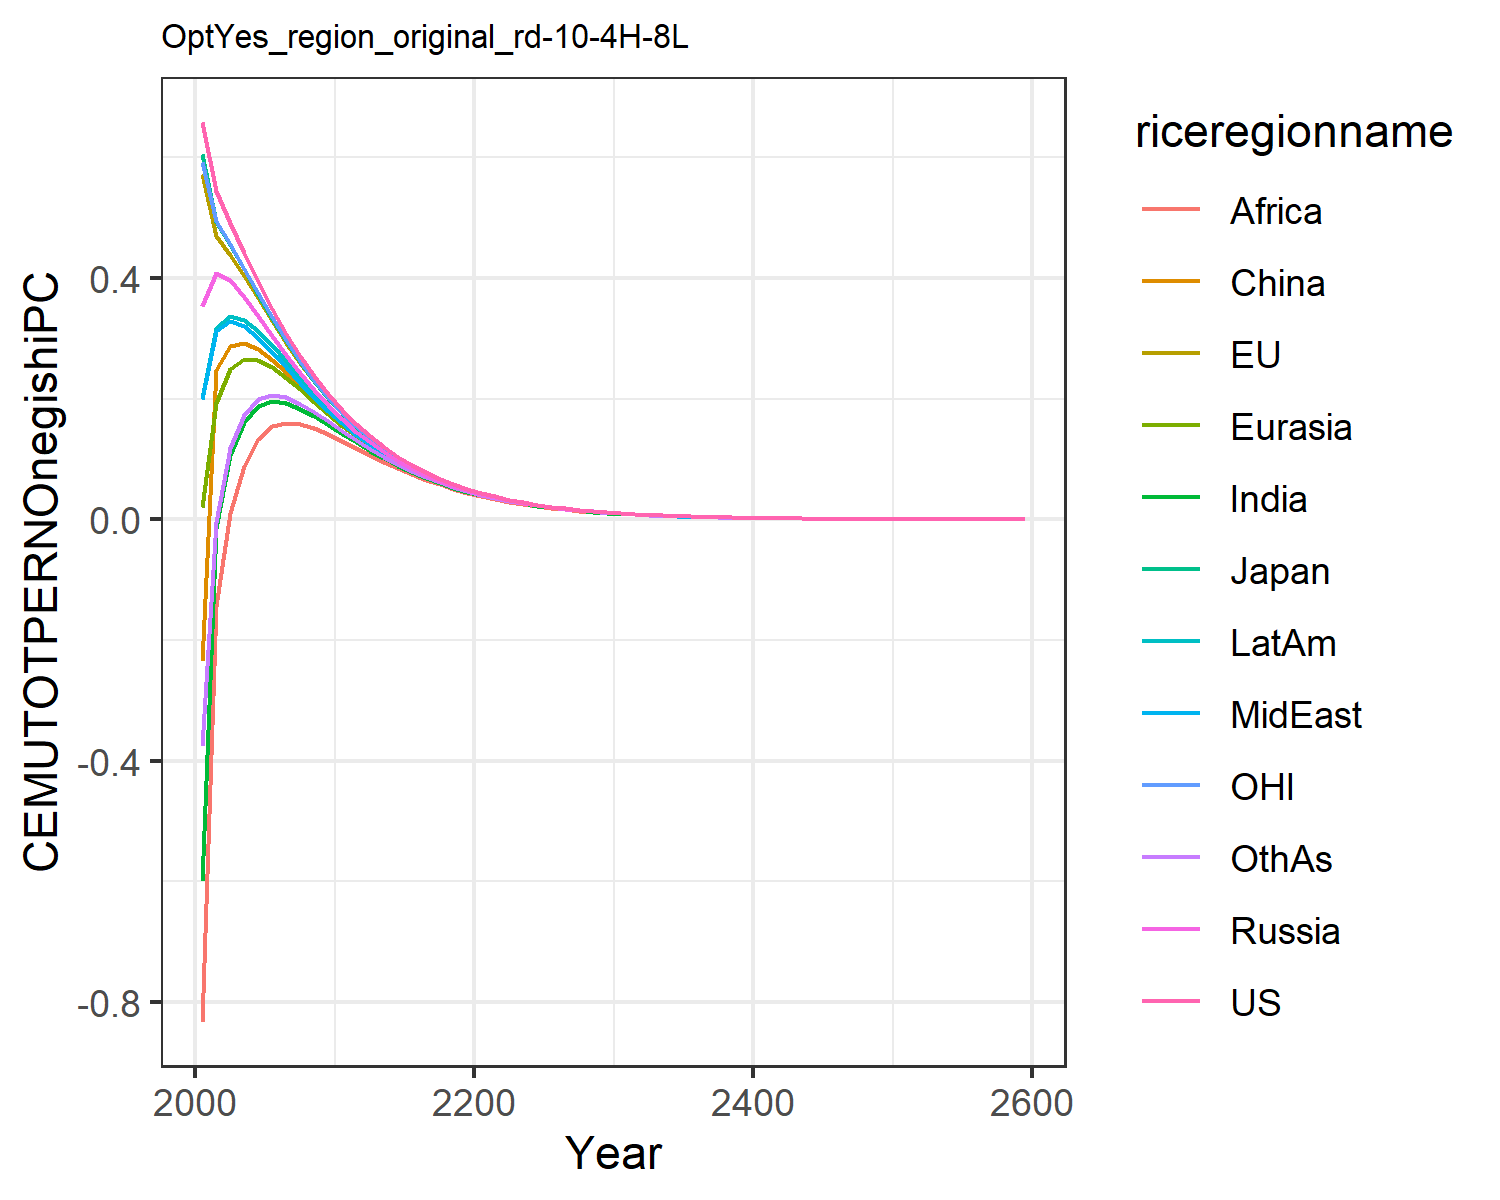 OptYes_region_original_rd-10-4H-8L
CEMUTOTPERNOnegishiPC
0.4
0.0
-0.4
-0.8
2000
2200
2400
2600
Year
riceregionname
Africa
China
EU
Eurasia
India
Japan
LatAm
MidEast
OHI
OthAs
Russia
US